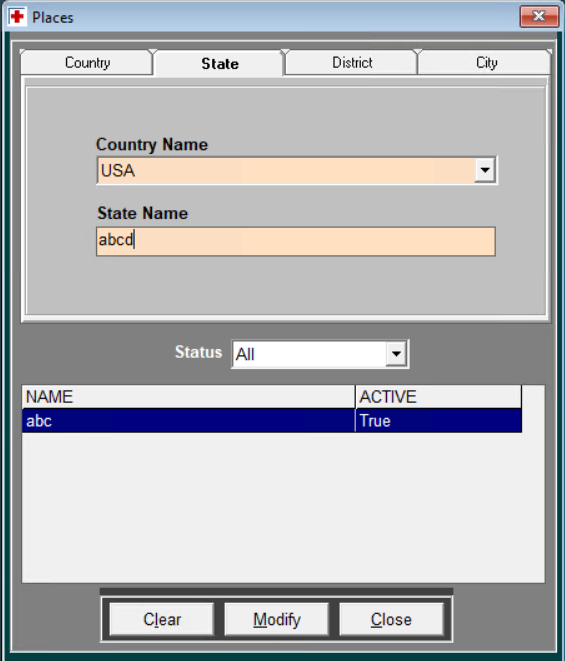 Places
Country State District City
Country Name
USA
State Name
abcd
Status All
NAME ACTIVE
abc True
Clear Modify Close